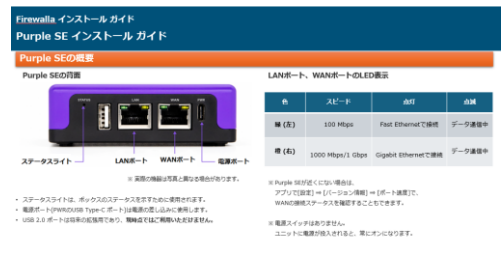 Firewalla インストール ガイド
Purple SE インストール ガイド
Purple SEの概要
Purple SEの背面
STATUS
LAN
WAN
PWR
ステータスライト
LANポート
WANポート
電源ポート
※ 実際の機器は写真と異なる場合があります。
・ ステータスライトは、ボックスのステータスを示すために使用されます。
・ 電源ポート(PWRのUSB Type-C ポート)は電源の差し込みに使用します。
・ USB 2.0 ポートは将来の拡張用であり、現時点ではご利用いただけません。
LANポート、WANポートのLED表示
色 スピード 点灯 点滅
緑 (左) 100 Mbps Fast Ethernetで接続 データ通信中
橙 (右) 1000 Mbps/1 Gbps Gigabit Ethernetで接続 データ通信中
※ Purple SEが近くにない場合は、
アプリで[設定] ⇒ [バージョン情報] ⇒ [ポート速度]で、
WANの接続ステータスを確認することもできます。
※ 電源スイッチはありません。
ユニットに電源が投入されると、常にオンになります。